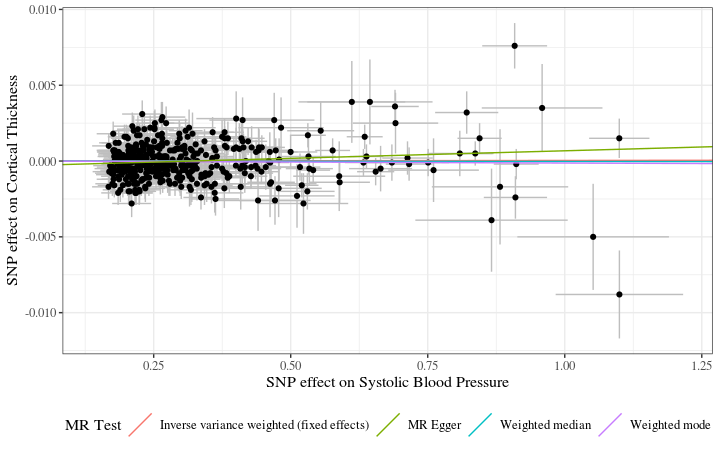 0.010
0.005
0.000
-0.005
-0.010
SNP effect on Cortical Thickness
0.25 0.50 0.75 1.00 1.25
SNP effect on Systolic Blood Pressure
MR Test Inverse variance weighted (fixed effects) MR Egger Weighted median Weighted mode